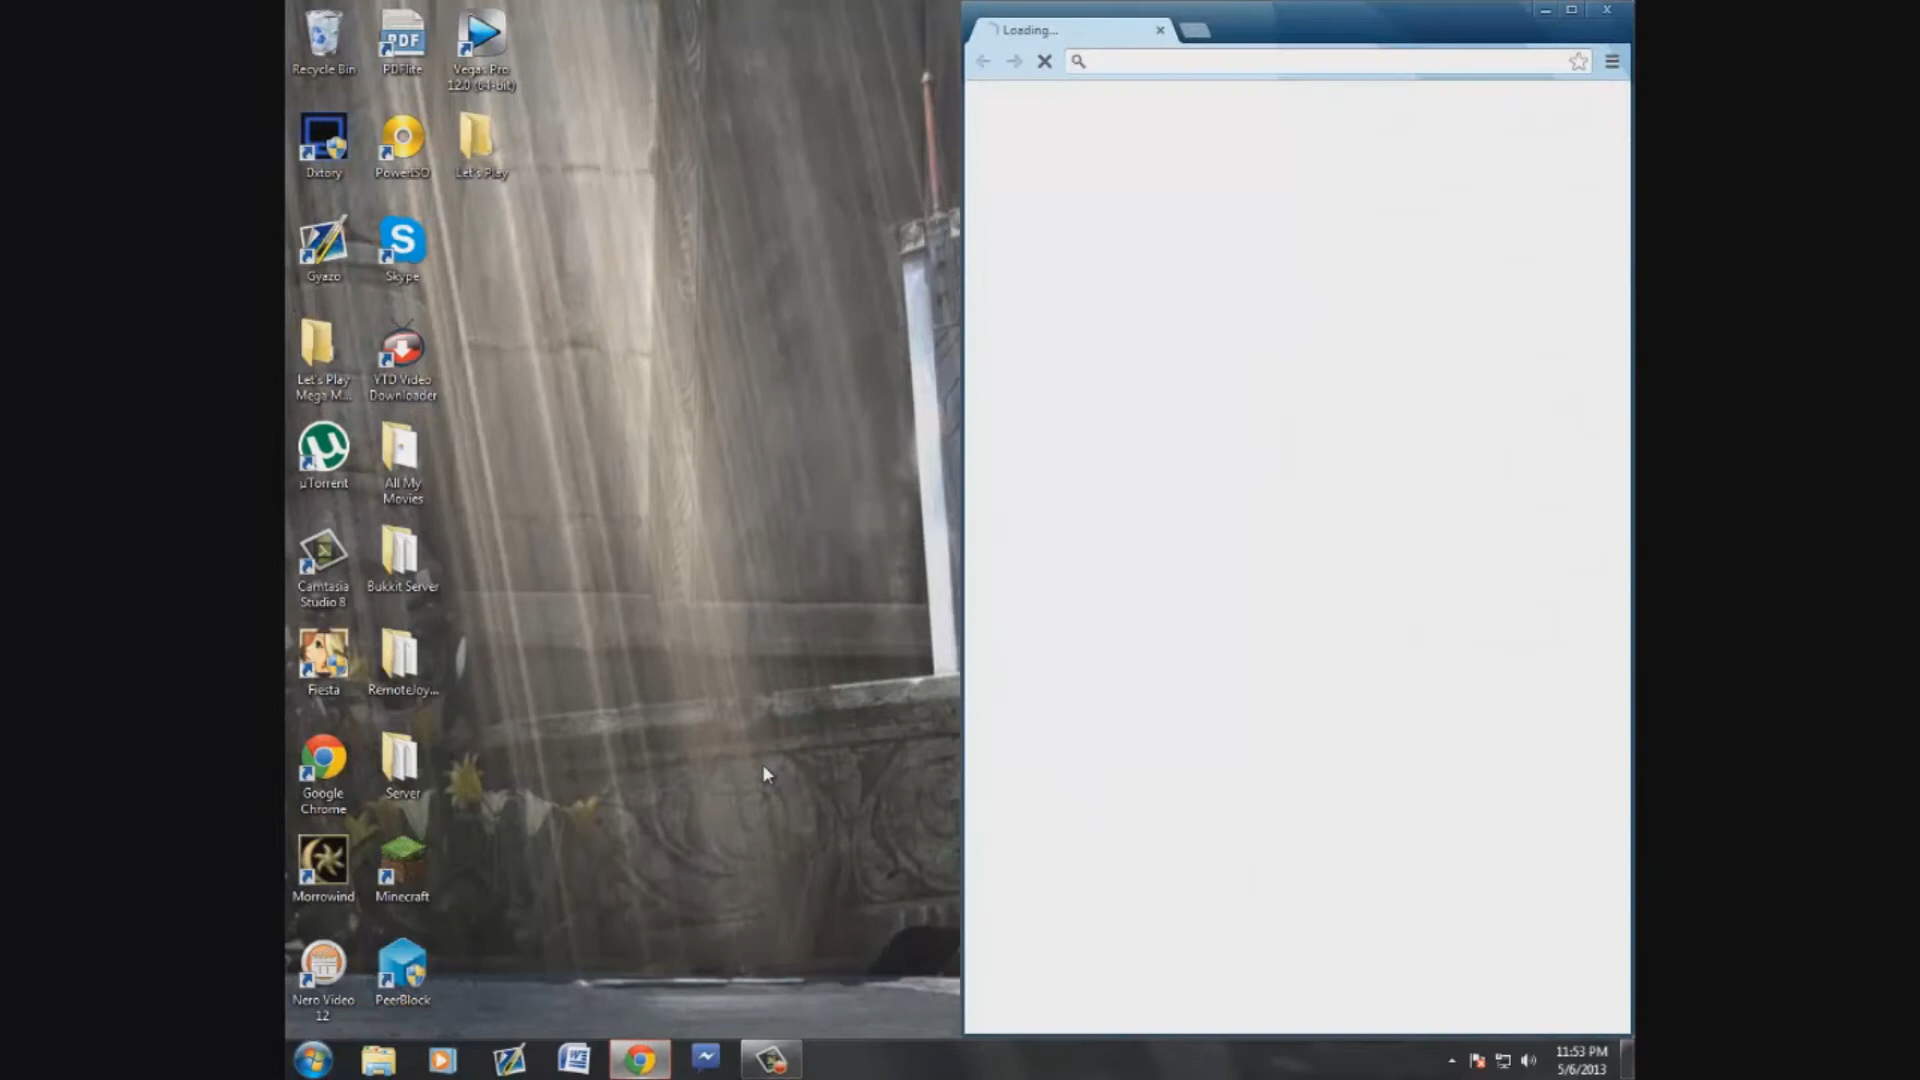 Loading...
Recycle Bin
PDFlite
Vegas Pro
12.0 (64-bit)
Dxtory
PowerISO
Let's Play
Gyazo
Skype
Let's Play
Mega M...
YTD Video
Downloader
µTorrent
All My
Movies
Camtasia
Studio 8
Bukkit Server
Fiesta
RemoteJoy...
Google
Chrome
Server
Morrowind
Minecraft
Nero Video
12
PeerBlock
11:53 PM
5/6/2013